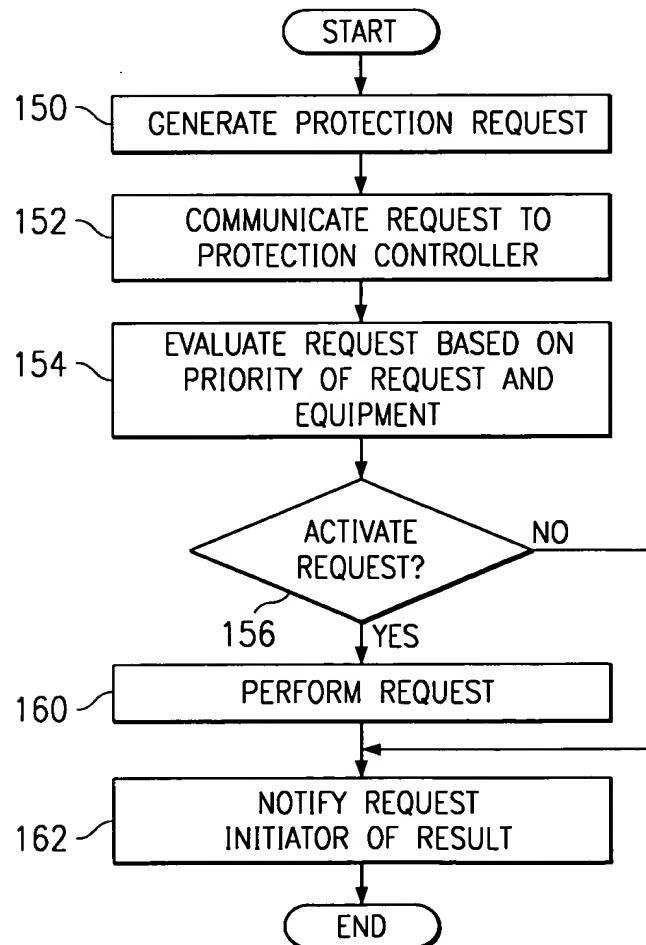 START
150
GENERATE PROTECTION REQUEST
152
COMMUNICATE REQUEST TO
PROTECTION CONTROLLER
154
EVALUATE REQUEST BASED ON
PRIORITY OF REQUEST AND
EQUIPMENT
ACTIVATE
REQUEST?
NO
156
YES
160
PERFORM REQUEST
162
NOTIFY REQUEST
INITIATOR OF RESULT
END